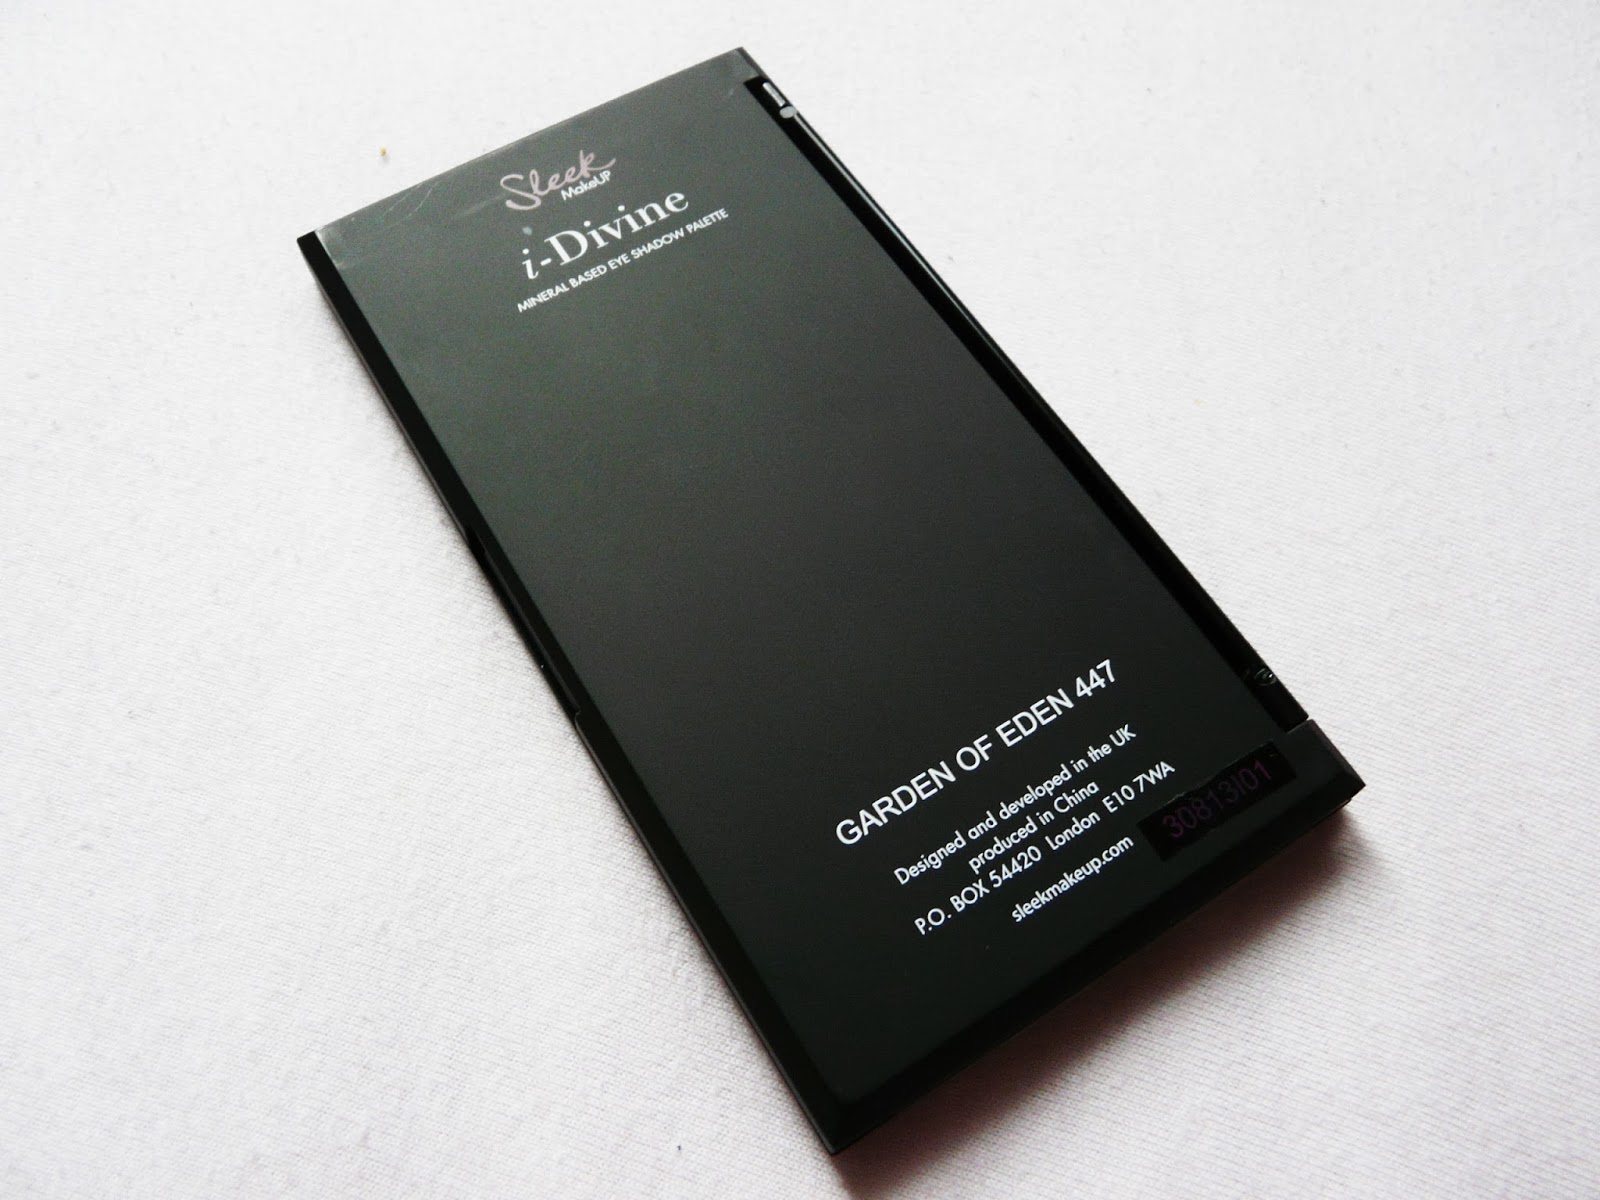 Sleek
MakeUP
i-Divine
MINERAL BASED EYE SHADOW PALETTE
GARDEN OF EDEN 447
Designed and developed in the UK
produced in China
P.O. BOX 54420 London E10 7WA
sleekmakeup.com
30813I01